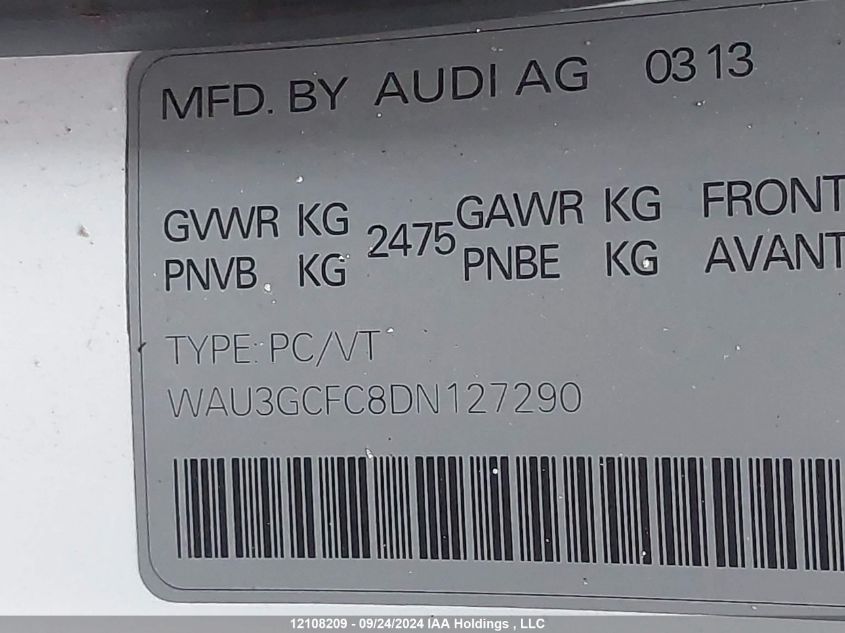 MFD. BY AUDI AG 03 13
GVWR KG 2475 GAWR KG FRONT
PNVB KG PNBE KG AVANT
TYPE: PC/VT
WAU3GCFC8DN127290
12108209 - 09/24/2024 IAA Holdings , LLC